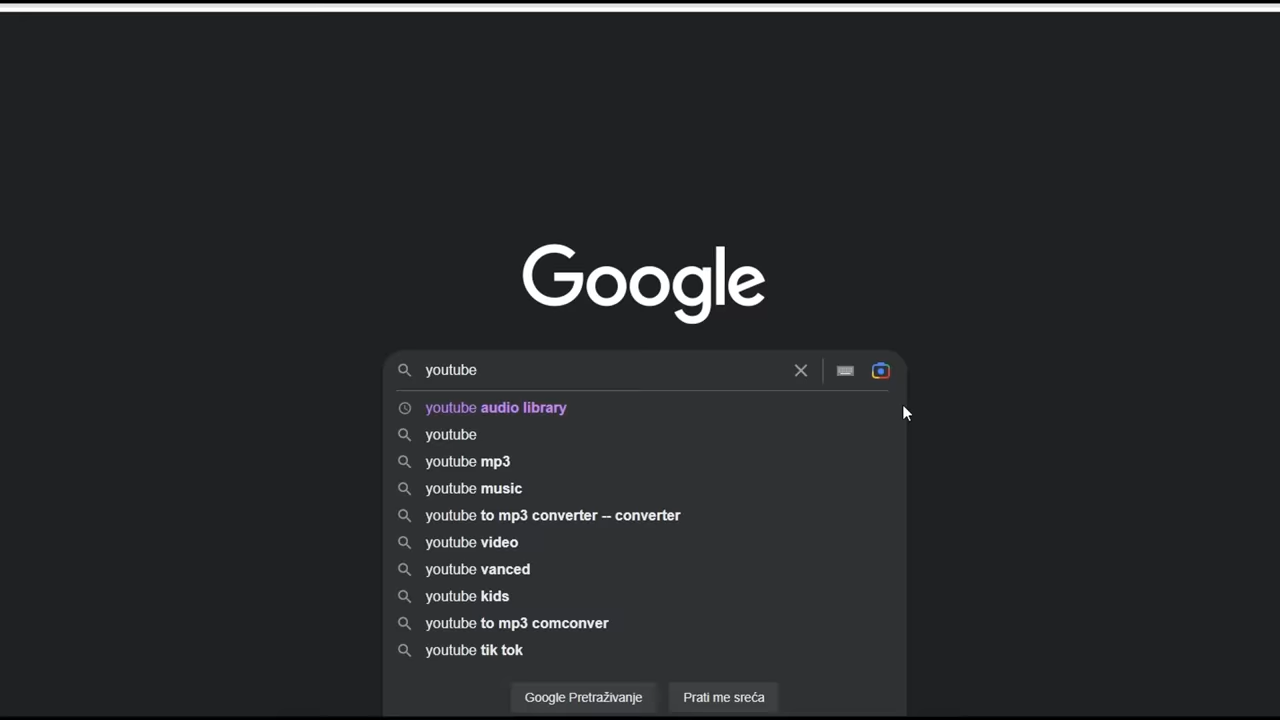 Google
youtube
youtube audio library
youtube
youtube mp3
youtube music
youtube to mp3 converter -- converter
youtube video
youtube vanced
youtube kids
youtube to mp3 comconver
youtube tik tok
Google Pretraživanje
Prati me sreća